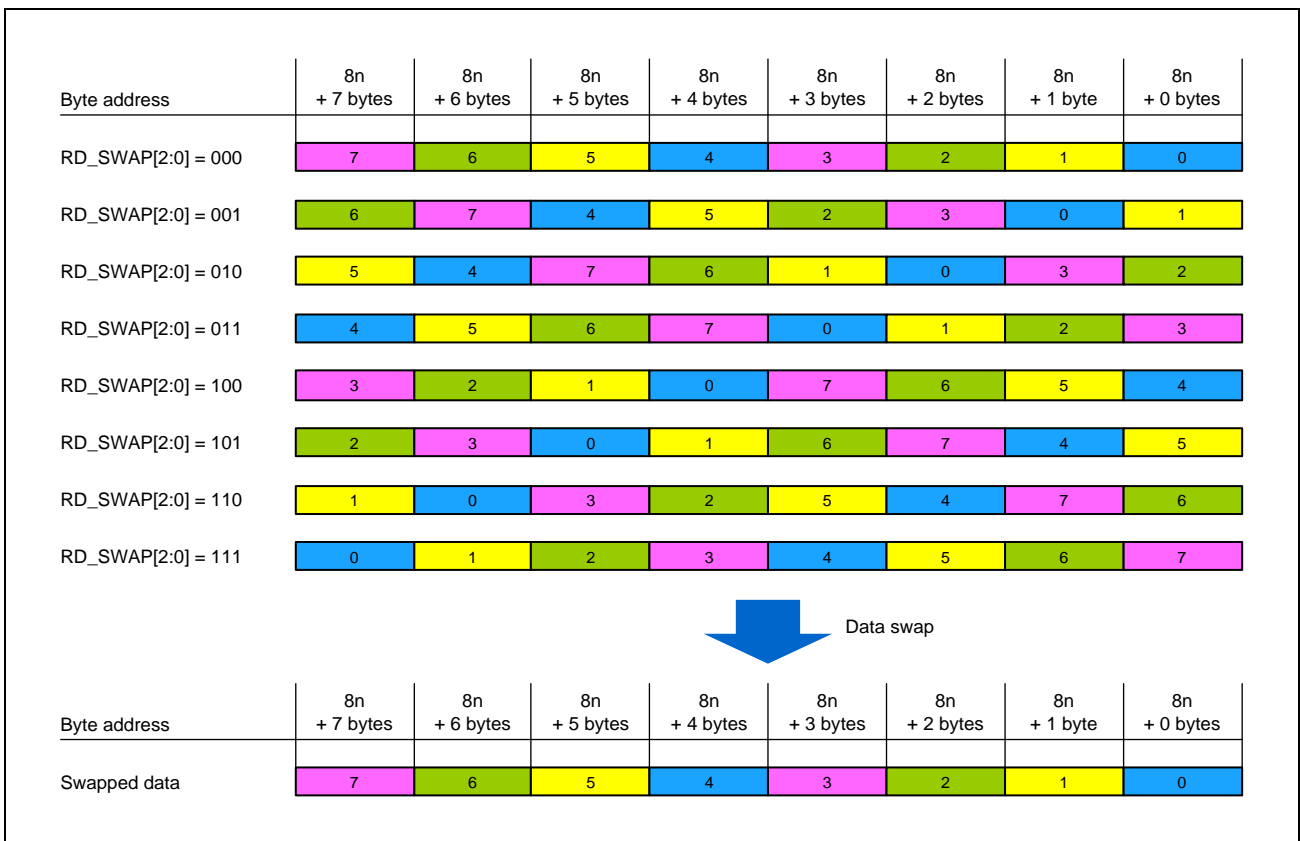 8n 8n 8n 8n 8n 8n 8n 8n
Byte address + 7 bytes + 6 bytes + 5 bytes + 4 bytes + 3 bytes + 2 bytes + 1 byte + 0 bytes
RD_SWAP[2:0] = 000 7 6 5 4 3 2 1 0
RD_SWAP[2:0] = 001 6 7 4 5 2 3 0 1
RD_SWAP[2:0] = 010 5 4 7 6 1 0 3 2
RD_SWAP[2:0] = 011 4 5 6 7 0 1 2 3
RD_SWAP[2:0] = 100 3 2 1 0 7 6 5 4
RD_SWAP[2:0] = 101 2 3 0 1 6 7 4 5
RD_SWAP[2:0] = 110 1 0 3 2 5 4 7 6
RD_SWAP[2:0] = 111 0 1 2 3 4 5 6 7
Data swap
8n 8n 8n 8n 8n 8n 8n 8n
Byte address + 7 bytes + 6 bytes + 5 bytes + 4 bytes + 3 bytes + 2 bytes + 1 byte + 0 bytes
Swapped data 7 6 5 4 3 2 1 0